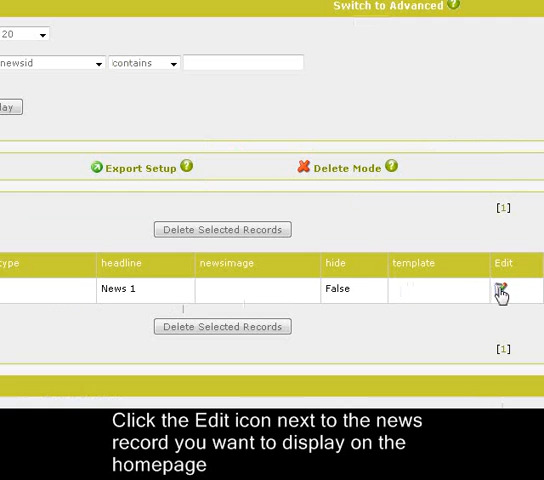 Switch to Advanced
20
newsid contains
lay
Export Setup Delete Mode
[1]
Delete Selected Records
type headline newsimage hide template Edit
News 1 False
Delete Selected Records
[1]
Click the Edit icon next to the news
record you want to display on the
homepage